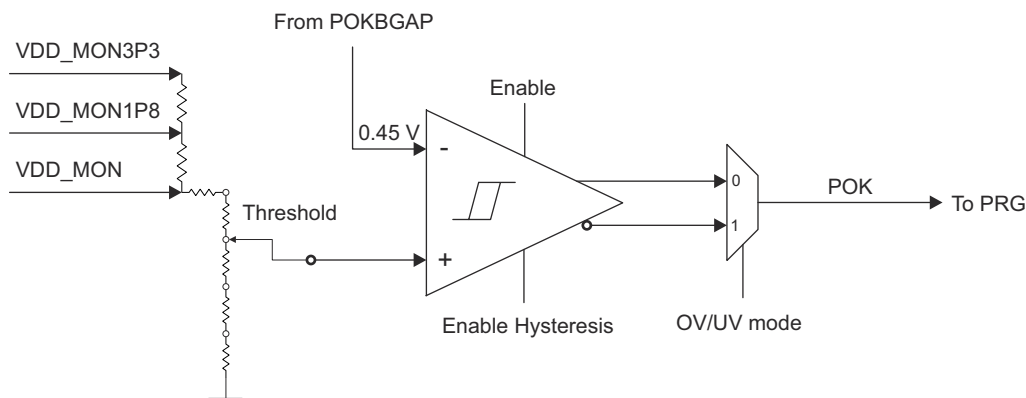 From POKBGAP
VDD_MON3P3
Enable
VDD_MON1P8
0.45 V
-
VDD_MON
0
POK
To PRG
Threshold
1
+
Enable Hysteresis
OV/UV mode